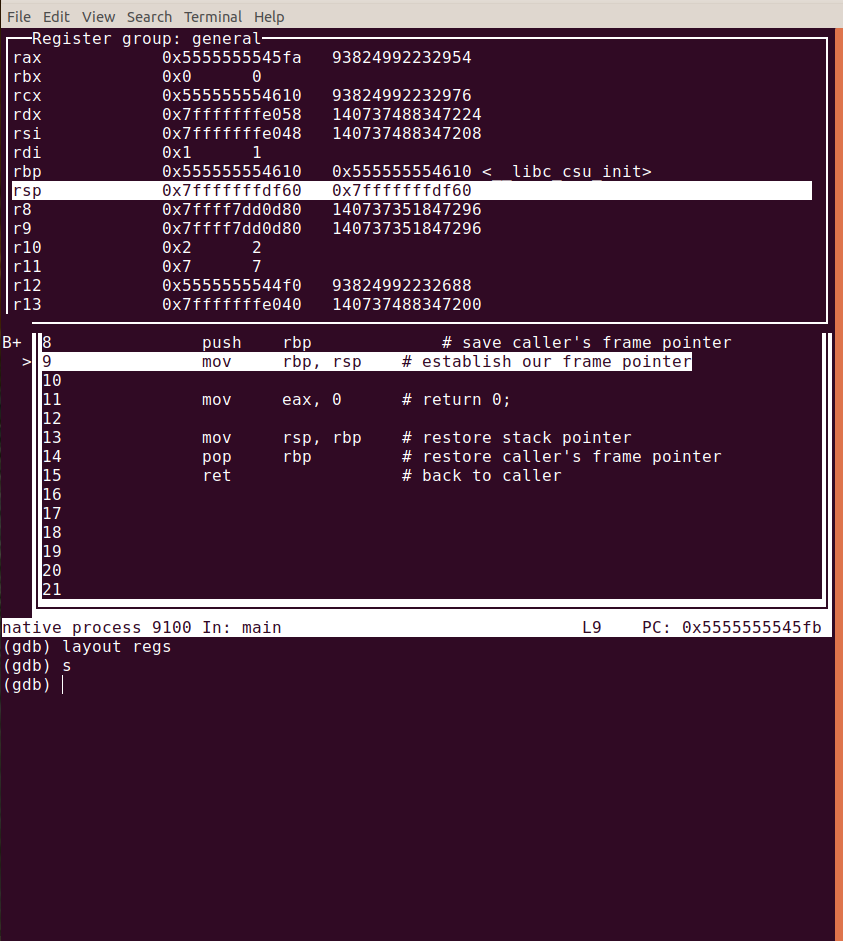 File Edit View Search Terminal Help
Register group: general
rax 0x5555555545fa 93824992232954
rbx 0x0 0
rcx 0x555555554610 93824992232976
rdx 0x7fffffffe058 140737488347224
rsi 0x7fffffffe048 140737488347208
rdi 0x1 1
rbp 0x555555554610 0x555555554610 <__libc_csu_init>
rsp 0x7fffffffdf60 0x7fffffffdf60
r8 0x7ffff7dd0d80 140737351847296
r9 0x7ffff7dd0d80 140737351847296
r10 0x2 2
r11 0x7 7
r12 0x5555555544f0 93824992232688
r13 0x7fffffffe040 140737488347200
B+ 8 push rbp # save caller's frame pointer
> 9 mov rbp, rsp # establish our frame pointer
10
11 mov eax, 0 # return 0;
12
13 mov rsp, rbp # restore stack pointer
14 pop rbp # restore caller's frame pointer
15 ret # back to caller
16
17
18
19
20
21
native process 9100 In: main L9 PC: 0x5555555545fb
(gdb) layout regs
(gdb) s
(gdb)